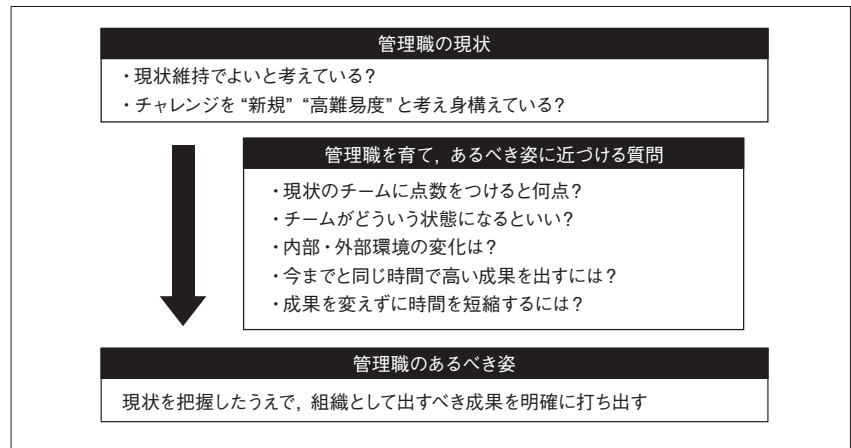 管理職の現状
・現状維持でよいと考えている?
・チャレンジを“新規”“高難易度”と考え身構えている?
管理職を育て，あるべき姿に近づける質問
・現状のチームに点数をつけると何点?
・チームがどういう状態になるといい?
・内部・外部環境の変化は?
・今までと同じ時間で高い成果を出すには?
・成果を変えずに時間を短縮するには?
管理職のあるべき姿
現状を把握したうえで，組織として出すべき成果を明確に打ち出す